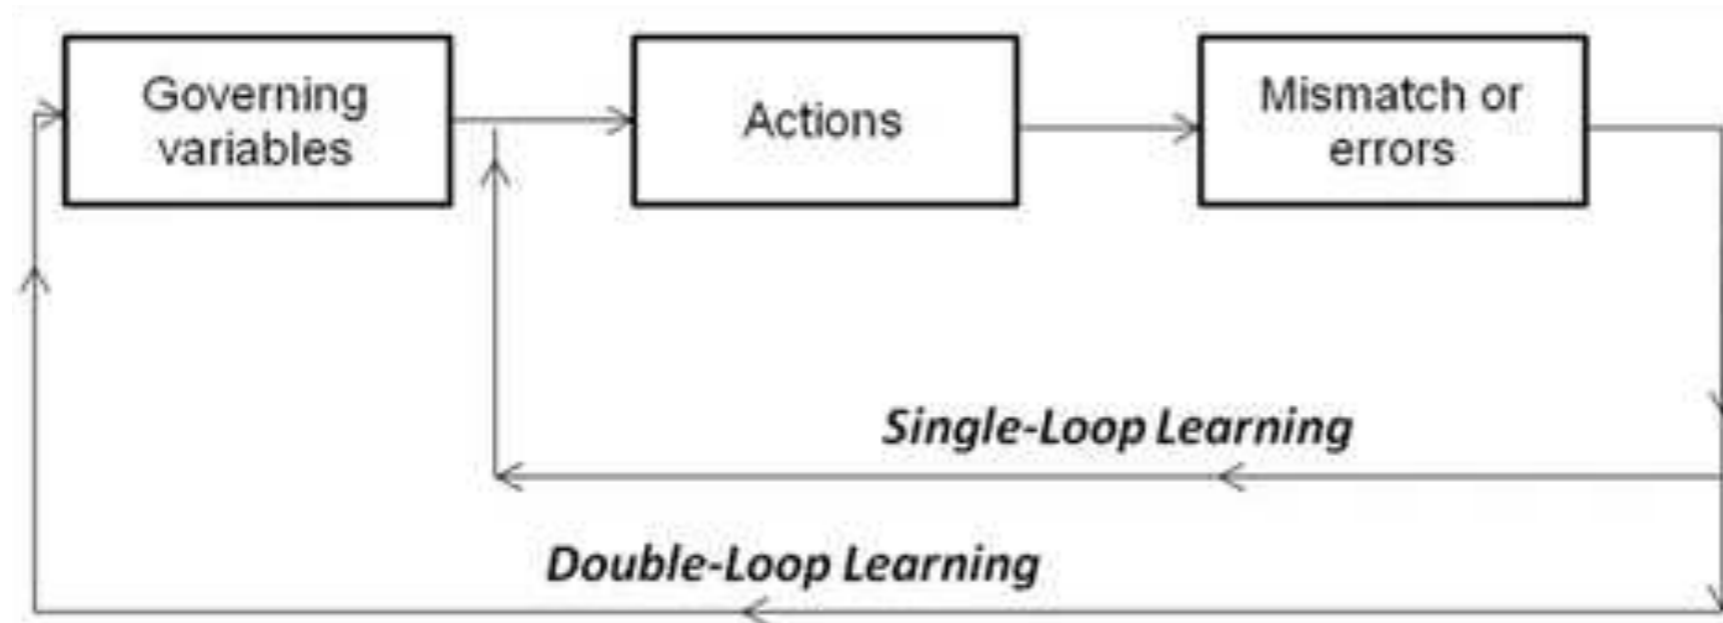 Governing
variables
Actions
Mismatch or
errors
Single-Loop Learning
Double-Loop Learning